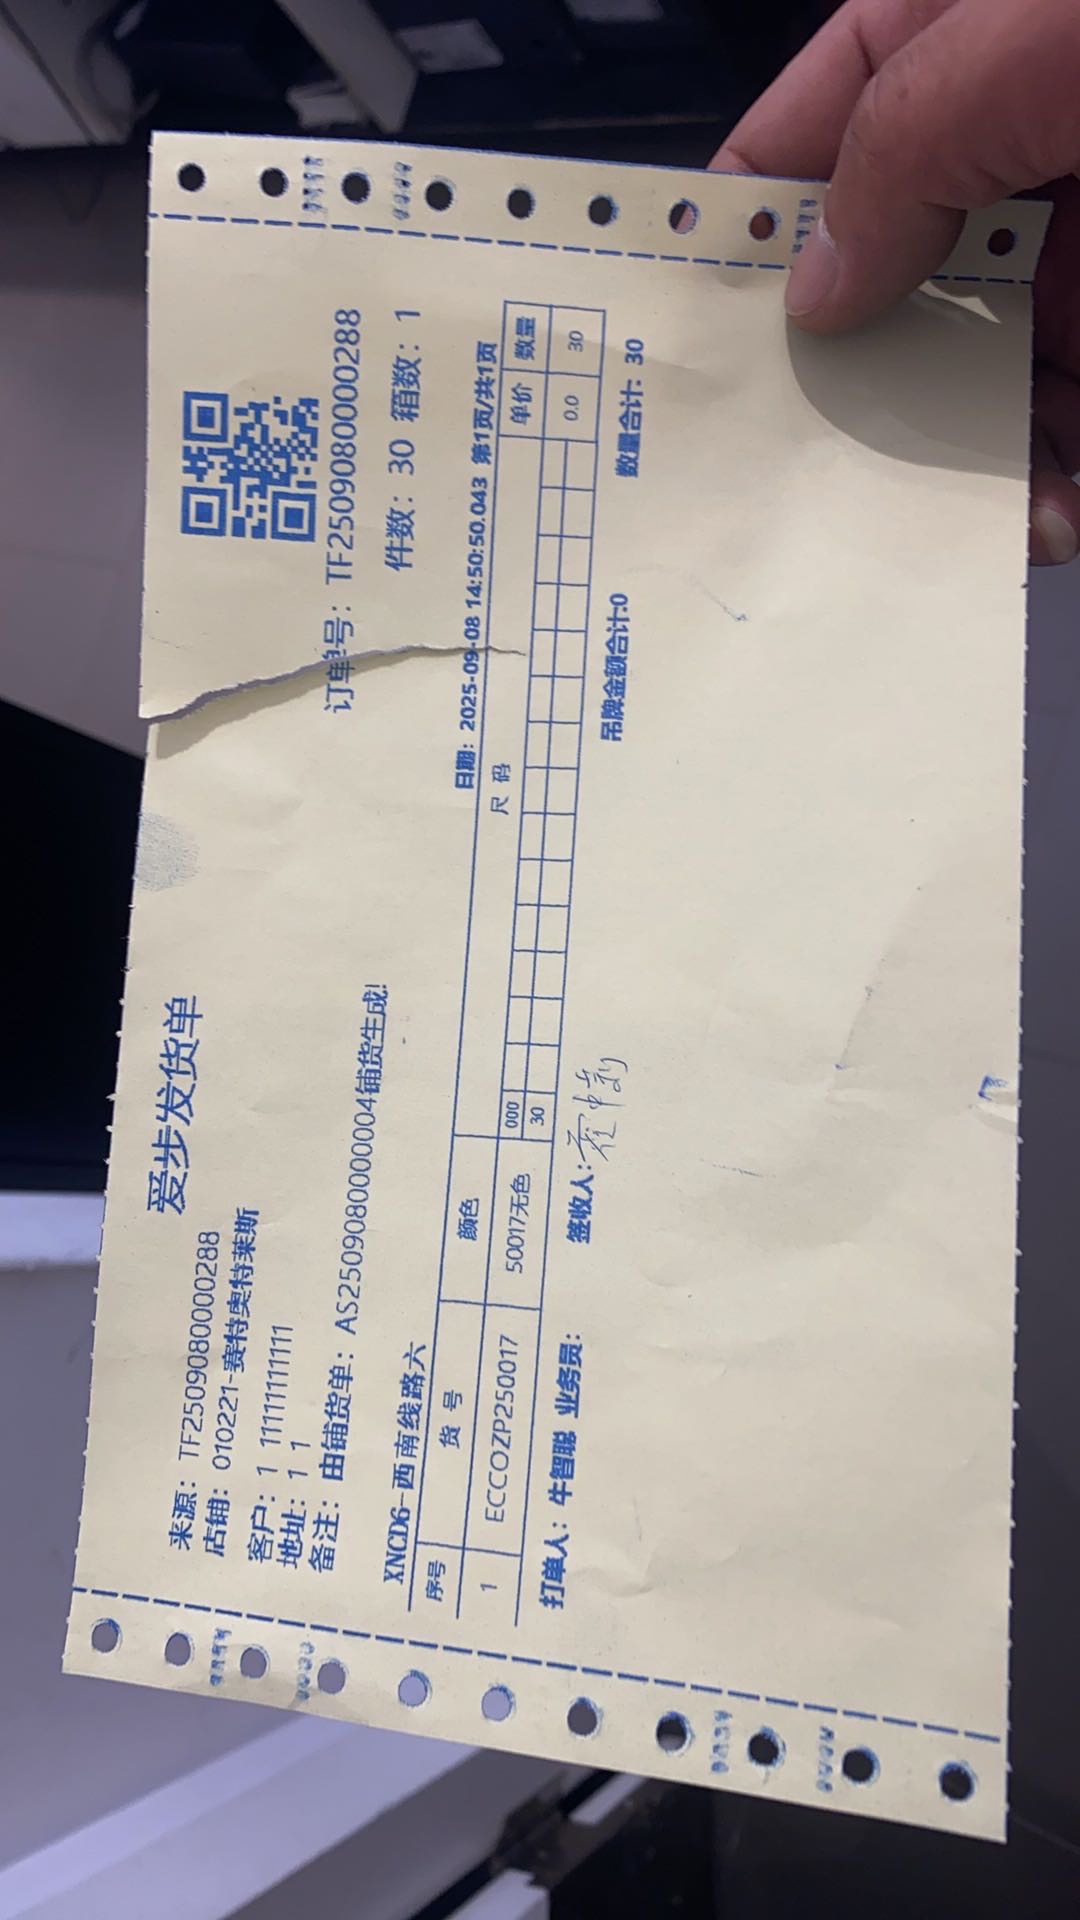 爱步发货单
来源：TF2509080000288
店铺：010221-赛特奥特莱斯
客户：1 11111111111
地址：1 1
备注：由铺货单：AS2509080000004铺货生成!
订单号：TF2509080000288
件数：30 箱数：1
XNCD6-西南线路六
日期：2025-09-08 14:50:50.043 第1页/共1页
序号 货 号 颜色 尺 码 单价 数量
000
1 ECCOZP250017 50017无色 30 0.0 30
打单人：牛智聪 业务员： 签收人: 吊牌金额合计:0 数量合计: 30